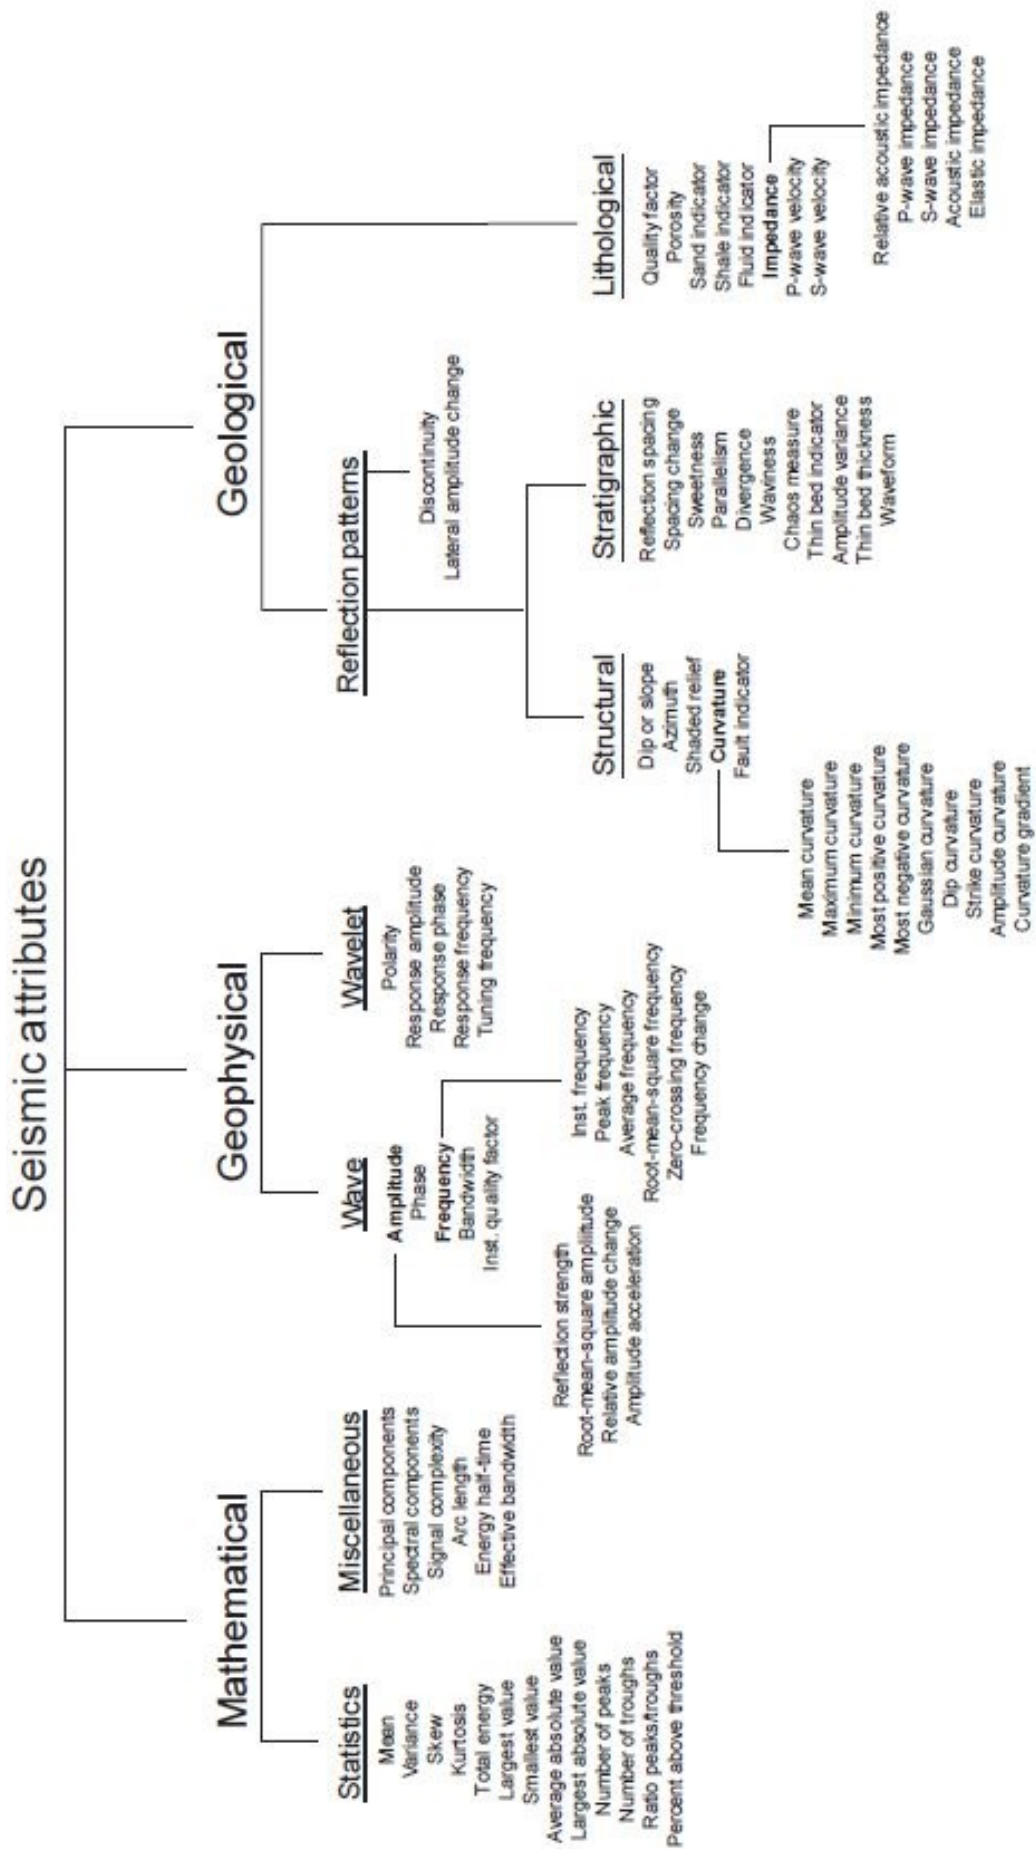 Seismic attributes
Mathematical
Statistics
Mean
Variance
Skew
Kurtosis
Total energy
Largest value
Smallest value
Average absolute value
Largest absolute value
Number of peaks
Number of troughs
Ratio peaks/troughs
Percent above threshold
Miscellaneous
Principal components
Spectral components
Signal complexity
Arc length
Energy half-time
Effective bandwidth
Geophysical
Wave
Amplitude
Phase
Frequency
Bandwidth
Inst. quality factor
Reflection strength
Root-mean-square amplitude
Relative amplitude change
Amplitude acceleration
Inst. frequency
Peak frequency
Average frequency
Root-mean-square frequency
Zero-crossing frequency
Frequency change
Wavelet
Polarity
Response amplitude
Response phase
Response frequency
Tuning frequency
Geological
Reflection patterns
Discontinuity
Lateral amplitude change
Structural
Dip or slope
Azimuth
Shaded relief
Curvature
Fault indicator
Mean curvature
Maximum curvature
Minimum curvature
Most positive curvature
Most negative curvature
Gaussian curvature
Dip curvature
Strike curvature
Amplitude curvature
Curvature gradient
Stratigraphic
Reflection spacing
Spacing change
Sweetness
Parallelism
Divergence
Waviness
Chaos measure
Thin bed indicator
Amplitude variance
Thin bed thickness
Waveform
Lithological
Quality factor
Porosity
Sand indicator
Shale indicator
Fluid indicator
Impedance
P-wave velocity
S-wave velocity
Relative acoustic impedance
P-wave impedance
S-wave impedance
Acoustic impedance
Elastic impedance